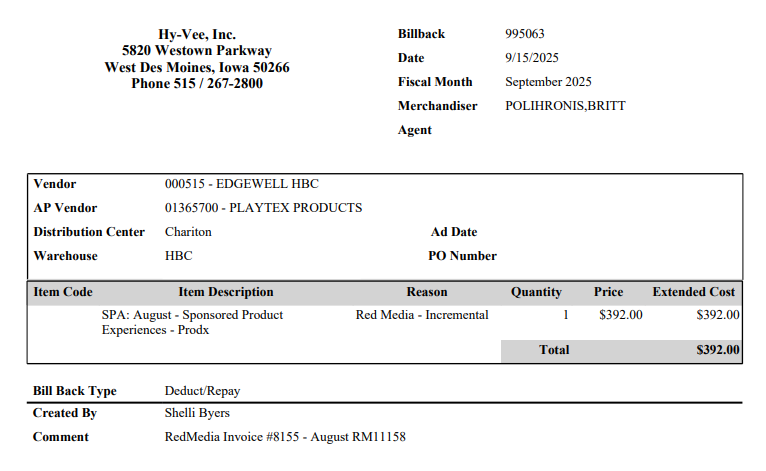 Hy-Vee, Inc.
5820 Westown Parkway
West Des Moines, Iowa 50266
Phone 515 / 267-2800
Billback 995063
Date 9/15/2025
Fiscal Month September 2025
Merchandiser POLIHRONIS,BRITT
Agent
Vendor 000515 - EDGEWELL HBC
AP Vendor 01365700 - PLAYTEX PRODUCTS
Distribution Center Chariton Ad Date
Warehouse HBC PO Number
Item Code Item Description Reason Quantity Price Extended Cost
SPA: August - Sponsored Product Red Media - Incremental 1 $392.00 $392.00
Experiences - Prodx
Total $392.00
Bill Back Type Deduct/Repay
Created By Shelli Byers
Comment RedMedia Invoice #8155 - August RM11158